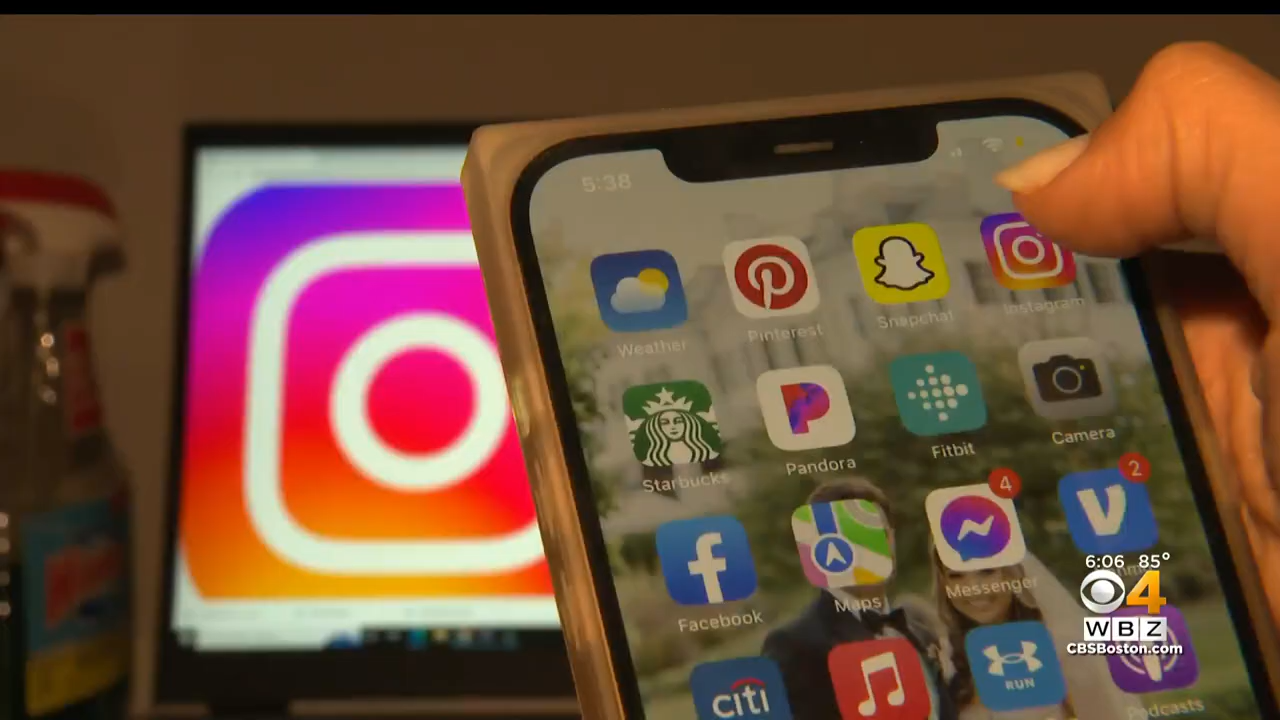 5:38
Weather
Pinterest
Snapchat
Instagram
Starbucks
Pandora
Fitbit
Camera
4
2
Facebook
Maps
Messenger
citi
RUN
Podcasts
6:06 85°
4
WBZ
CBSBoston.com